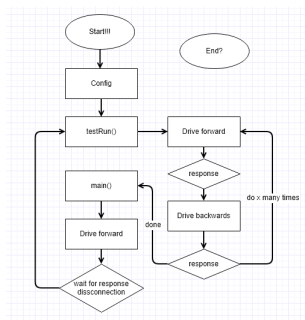 Start!!!
End?
Config
testRun()
Drive forward
response
main()
do x many times
Drive backwards
done
Drive forward
response
wait for response
dissconnection